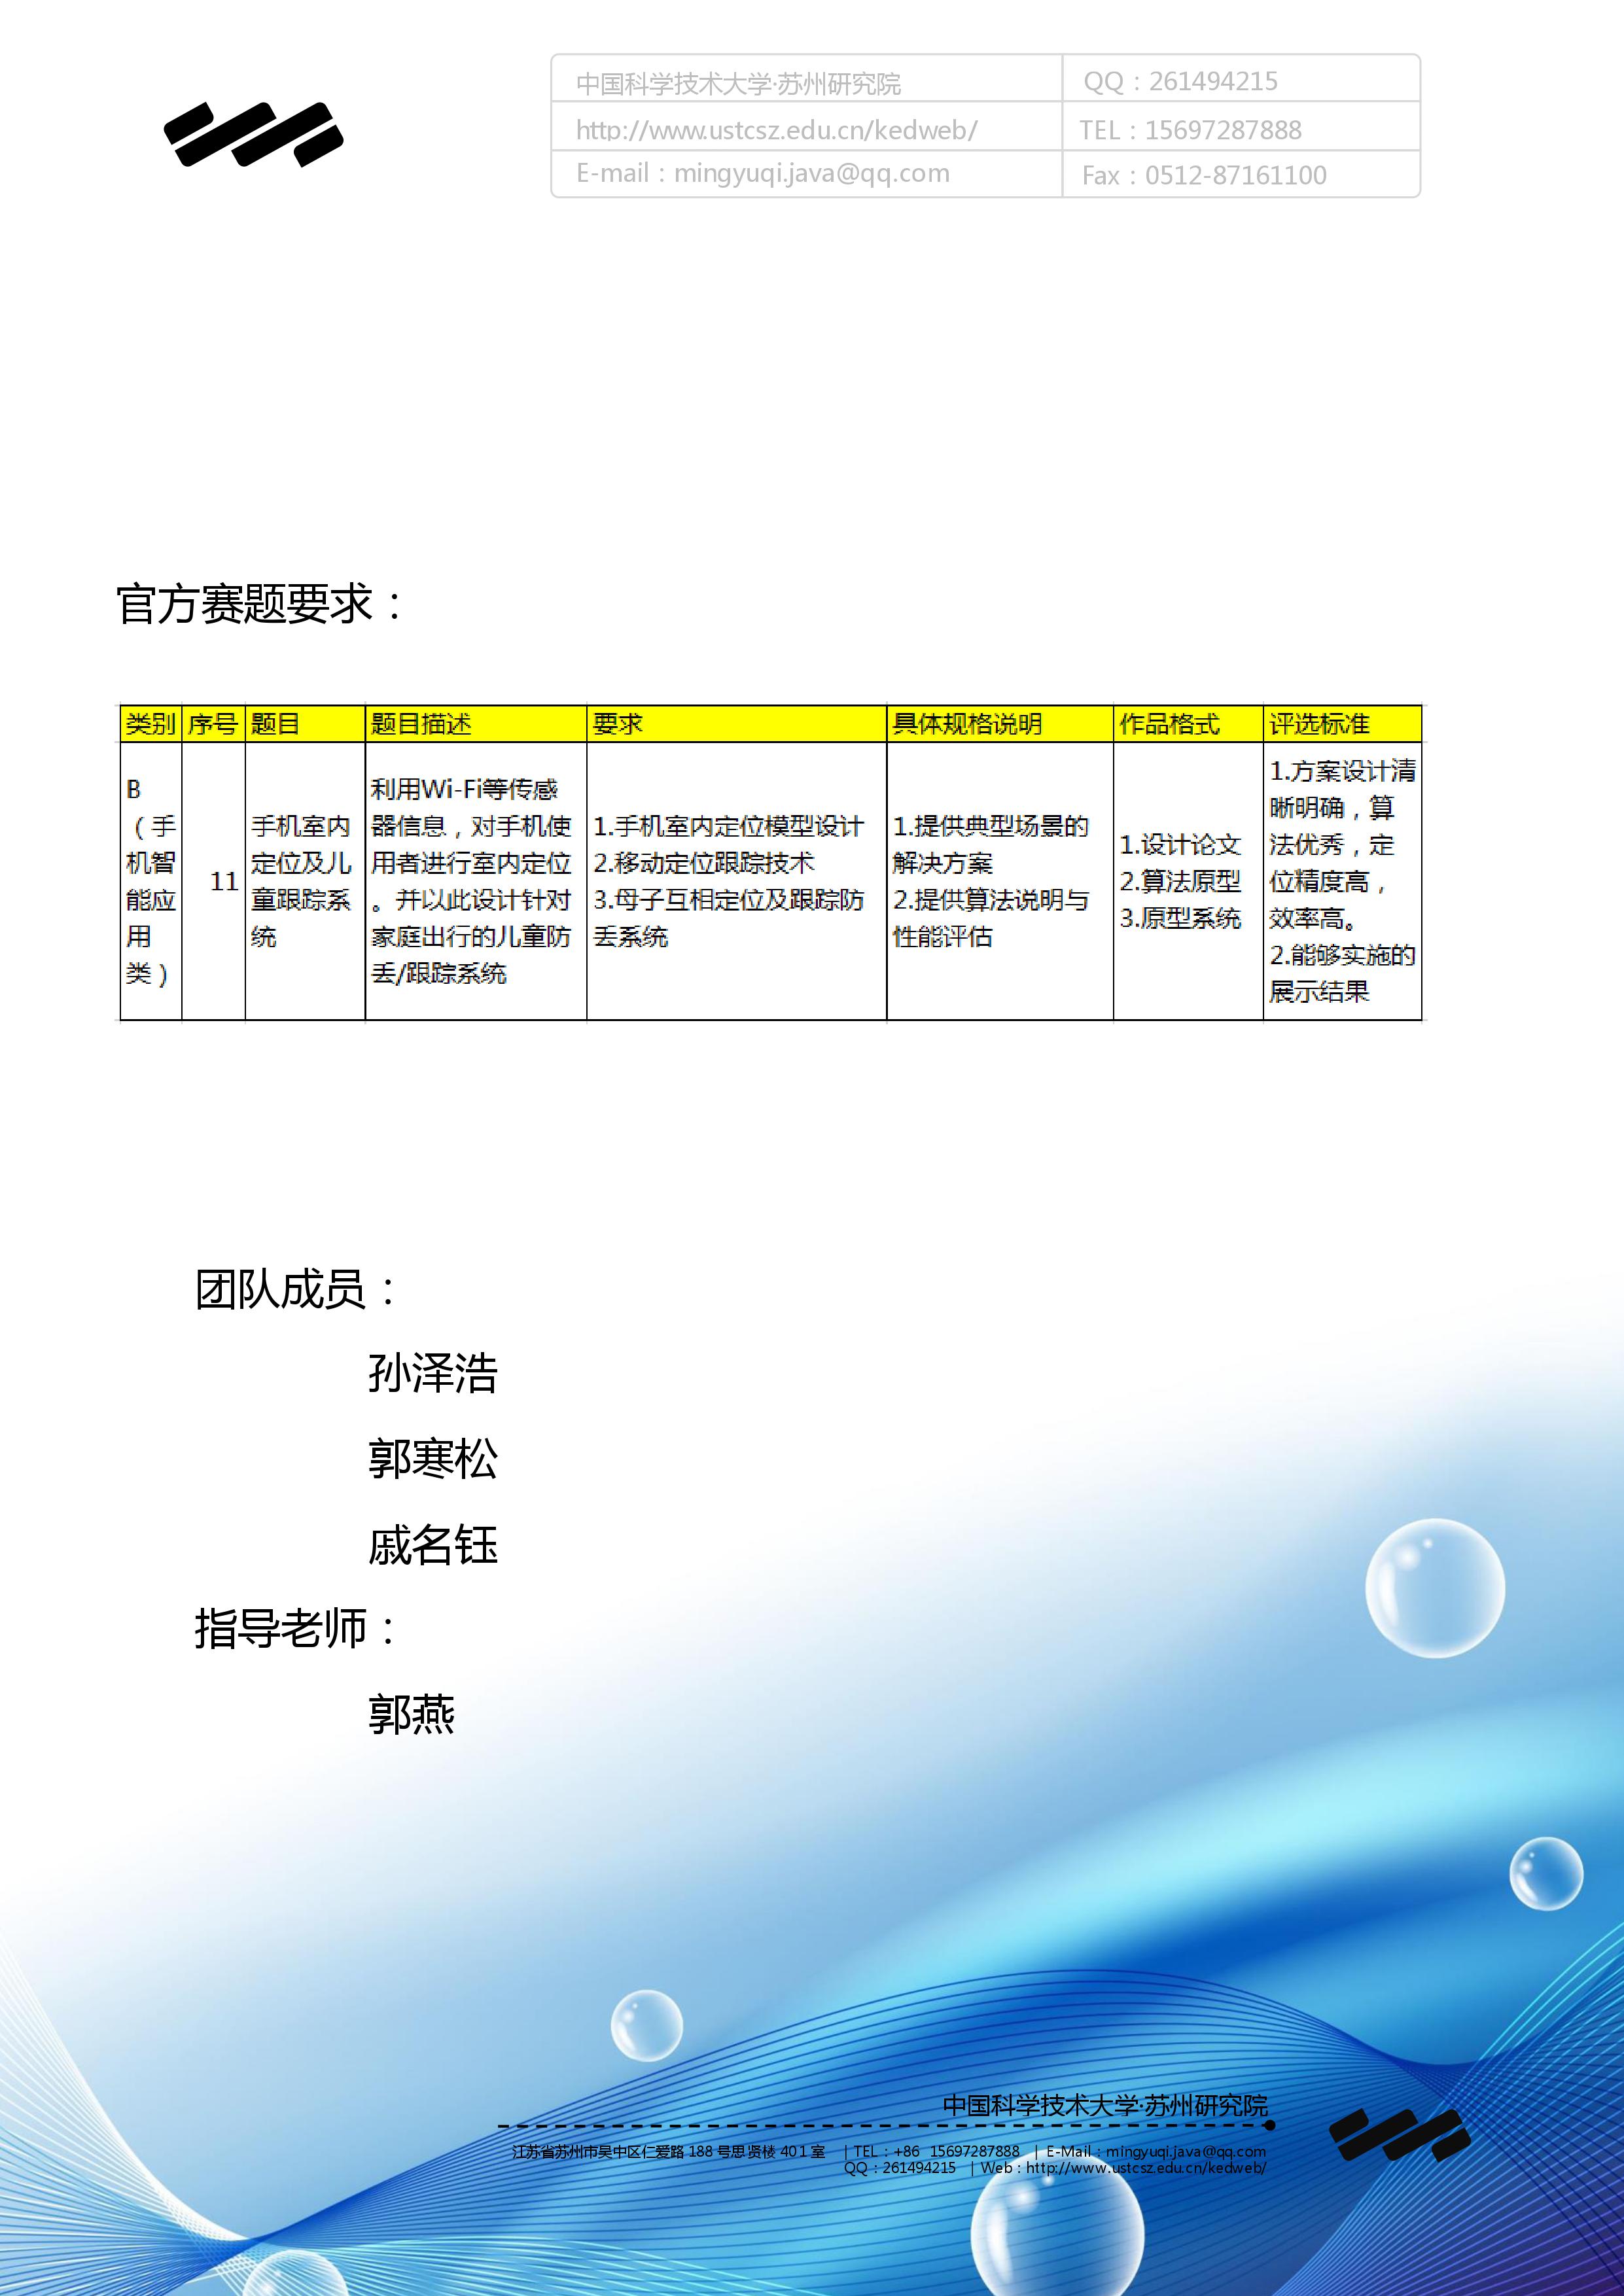 中国科学技术大学·苏州研究院
QQ：261494215
http://www.ustcsz.edu.cn/kedweb/
TEL：15697287888
E-mail：mingyuqi.java@qq.com
Fax：0512-87161100
官方赛题要求：
类别 序号 题目 题目描述 要求 具体规格说明 作品格式 评选标准
B
（手
机智
能应
用
类）
11
手机室内
定位及儿
童跟踪系
统
利用Wi-Fi等传感
器信息，对手机使
用者进行室内定位
。并以此设计针对
家庭出行的儿童防
丢/跟踪系统
1.手机室内定位模型设计
2.移动定位跟踪技术
3.母子互相定位及跟踪防
丢系统
1.提供典型场景的
解决方案
2.提供算法说明与
性能评估
1.设计论文
2.算法原型
3.原型系统
1.方案设计清
晰明确，算
法优秀，定
位精度高，
效率高。
2.能够实施的
展示结果
团队成员：
孙泽浩
郭寒松
戚名钰
指导老师：
郭燕
中国科学技术大学·苏州研究院
江苏省苏州市吴中区仁爱路 188 号思贤楼 401 室 | TEL：+86 15697287888 | E-Mail：mingyuqi.java@qq.com
QQ：261494215 | Web：http://www.ustcsz.edu.cn/kedweb/